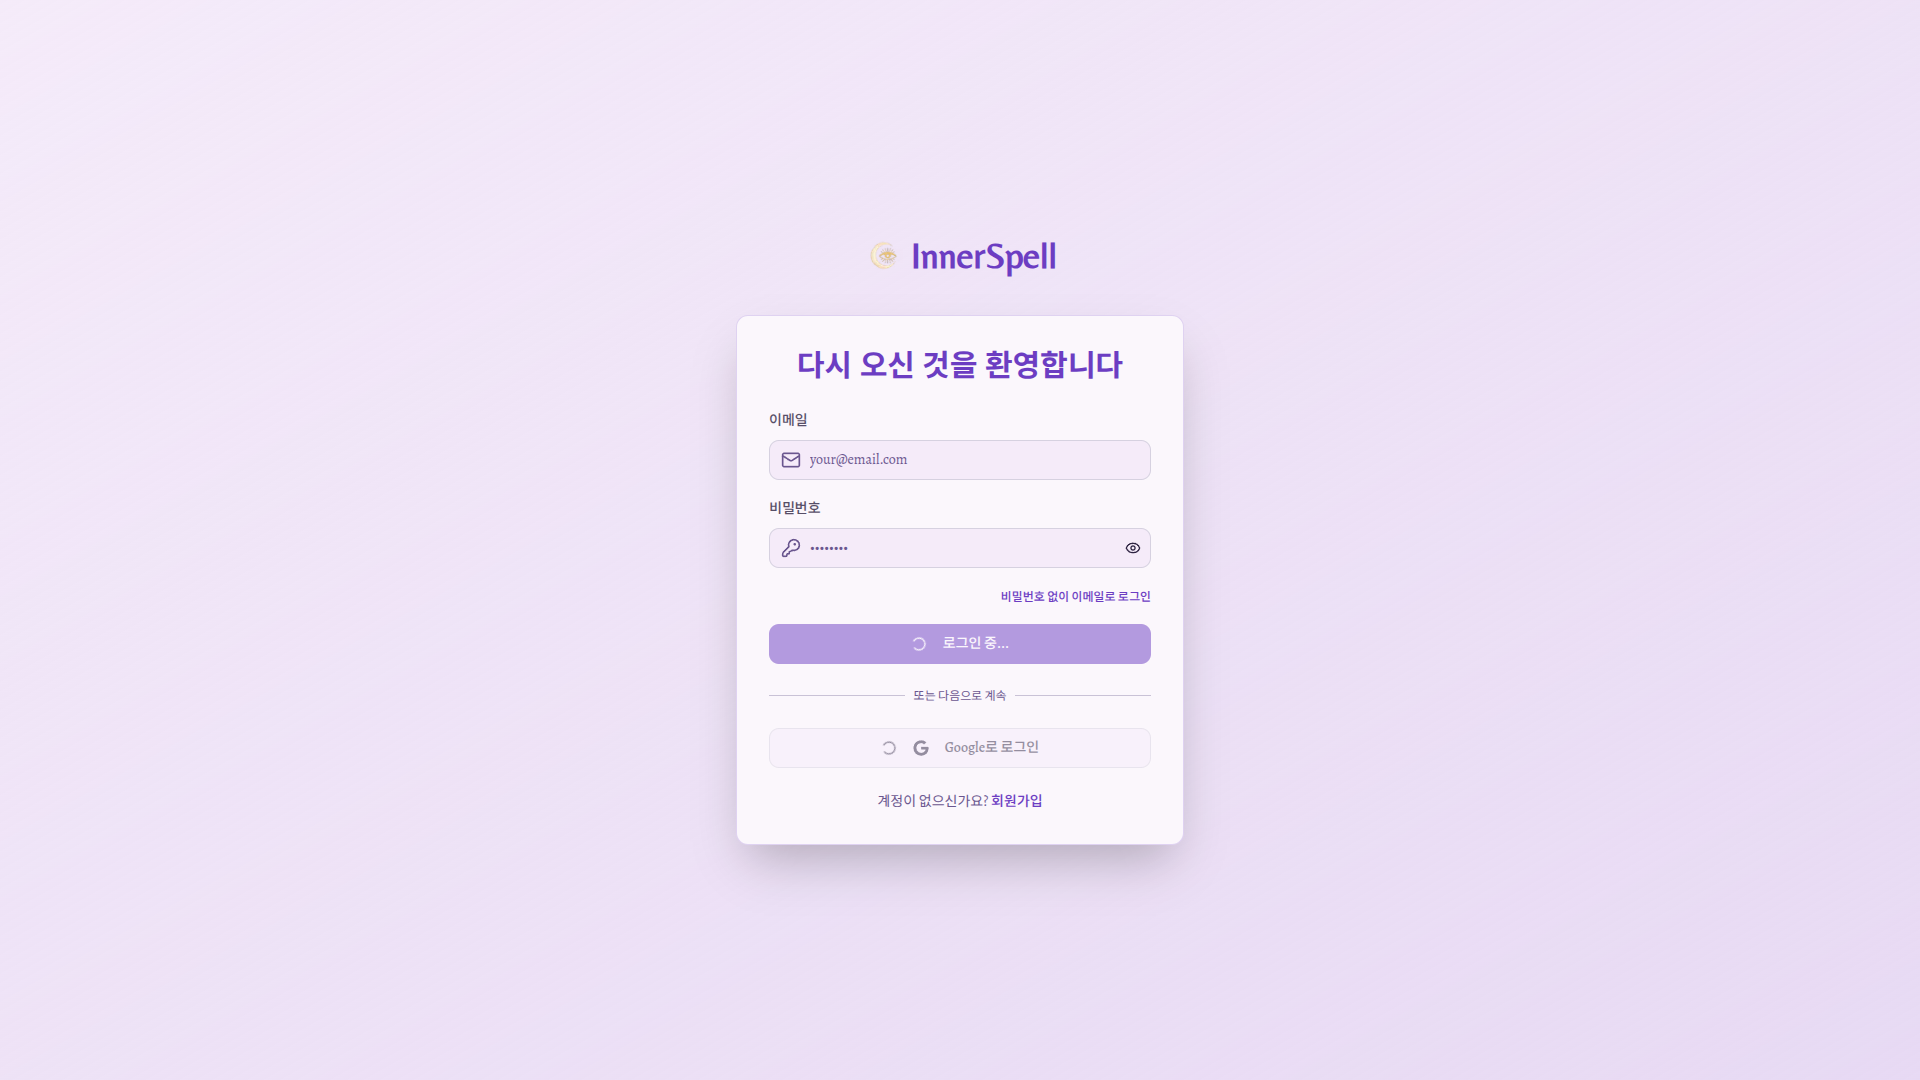 InnerSpell
다시 오신 것을 환영합니다
이메일
your@email.com
비밀번호
••••••••
비밀번호 없이 이메일로 로그인
로그인 중...
또는 다음으로 계속
Google로 로그인
계정이 없으신가요? 회원가입